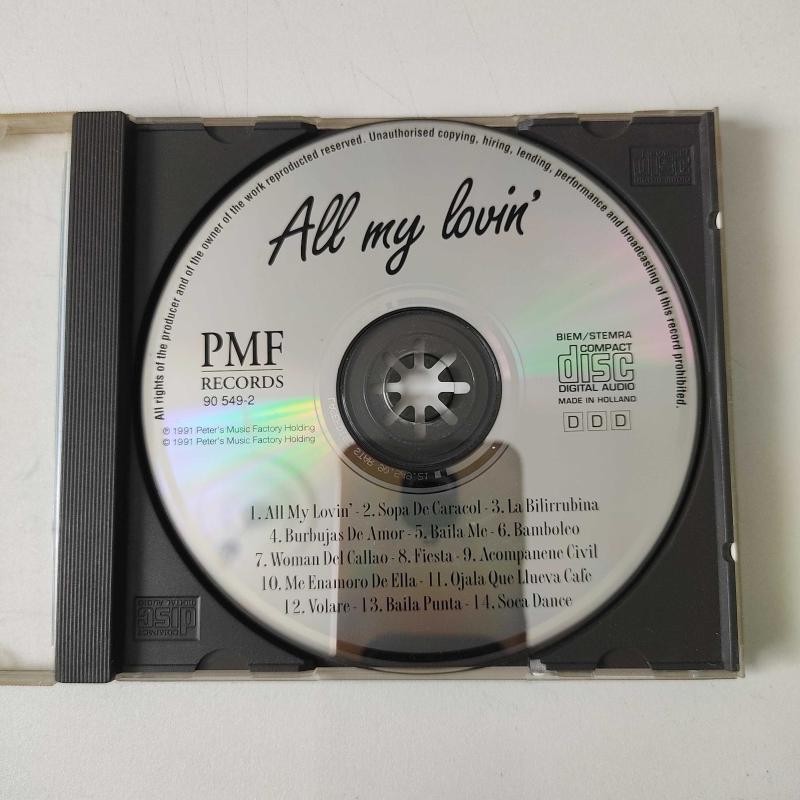 All rights of the producer and of the owner of the work reproduced reserved. Unauthorised copying, hiring, lending, performance and broadcasting of this record prohibited.
All my lovin'
PMF
RECORDS
90 549-2
℗ 1991 Peter's Music Factory Holding
© 1991 Peter's Music Factory Holding
BIEM/STEMRA
COMPACT
disc
DIGITAL AUDIO
MADE IN HOLLAND
DDD
1. All My Lovin' - 2. Sopa De Caracol - 3. La Bilirrubina
4. Burbujas De Amor - 5. Baila Me - 6. Bamboleo
7. Woman Del Callao - 8. Fiesta - 9. Acompanene Civil
10. Me Enamoro De Ella - 11. Ojala Que Llueva Cafe
12. Volare - 13. Baila Punta - 14. Soca Dance
COMPACT
disc
DIGITAL AUDIO
disc